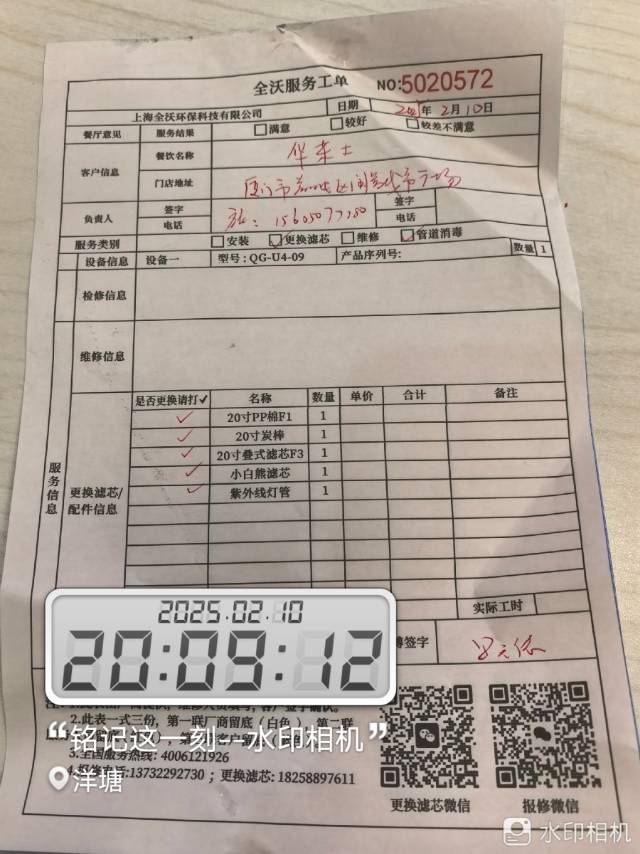 全沃服务工单 NO:5020572
上海全沃环保科技有限公司 日期 年2月10日
餐厅意见 服务结果 满意 较好 较差不满意
客户信息 餐饮名称 华莱士
门店地址 厦门市
负责人 签字 签字
电话 电话
服务类别 安装 更换滤芯 维修 管道消毒
设备信息 设备一 型号:QG-U4-09 产品序列号: 数量 1
检修信息
维修信息
服务信息
更换滤芯/配件信息
是否更换请打✓ 名称 数量 单价 合计 备注
✓ 20寸PP棉F1 1
✓ 20寸炭棒 1
✓ 20寸叠式滤芯F3 1
✓ 小白熊滤芯 1
✓ 紫外线灯管 1
实际工时
签字
2025.02.10
20:09:12
2.此表一式三份，第一联厂商留底（白色），第二联
“铭记这一刻－水印相机”
3.全国服务热线:4006121926
:13732292730；更换滤芯:18258897611
洋塘
更换滤芯微信 报修微信
水印相机